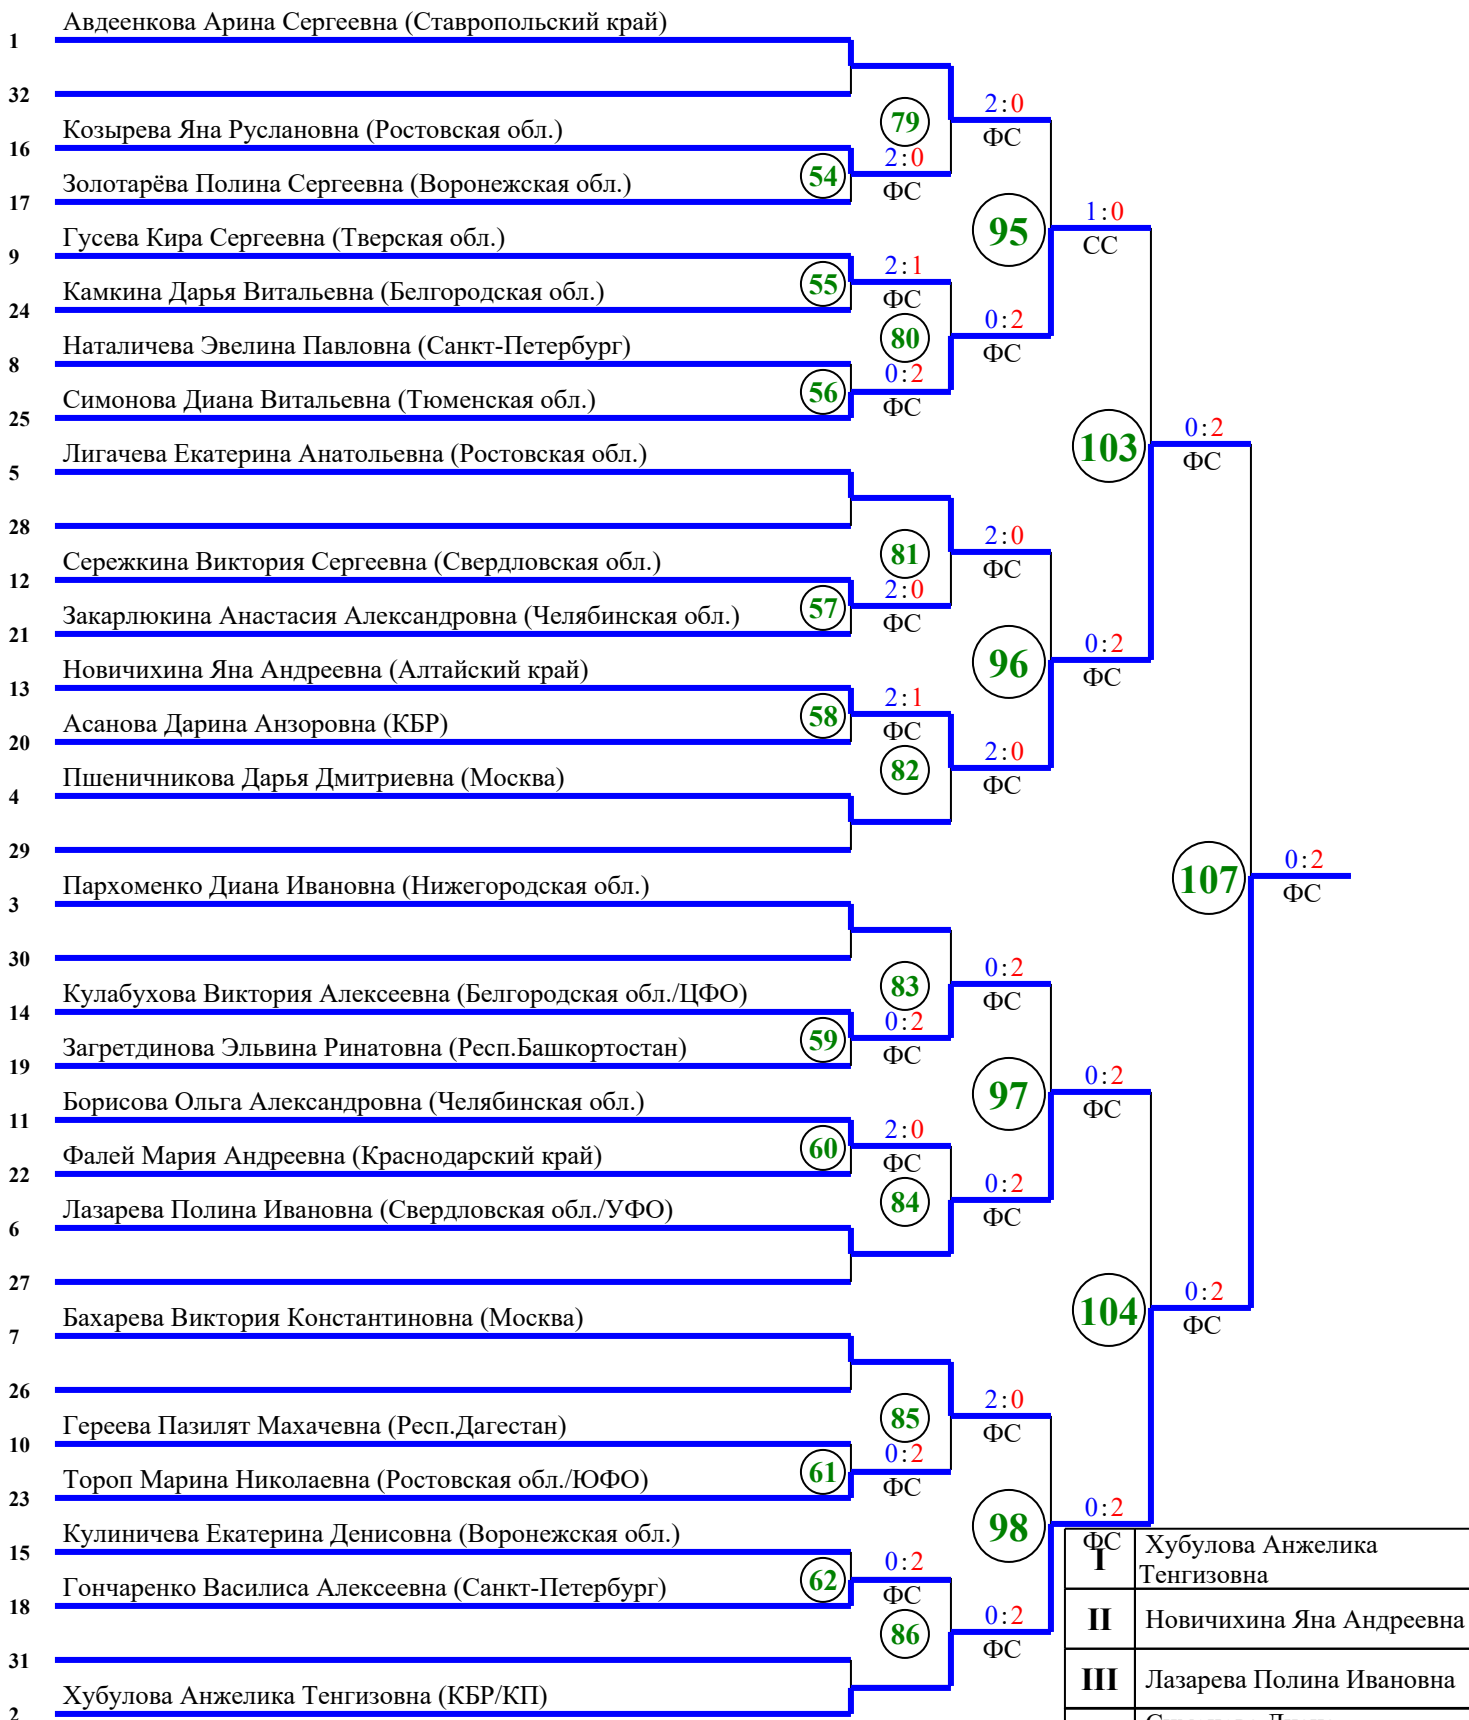 Авдеенкова Арина Сергеевна (Ставропольский край)
1
32
79
2:0
ФС
Козырева Яна Руслановна (Ростовская обл.)
16
54
2:0
ФС
Золотарёва Полина Сергеевна (Воронежская обл.)
17
95
1:0
СС
Гусева Кира Сергеевна (Тверская обл.)
9
55
2:1
ФС
Камкина Дарья Витальевна (Белгородская обл.)
24
80
0:2
ФС
Наталичева Эвелина Павловна (Санкт-Петербург)
8
56
0:2
ФС
Симонова Диана Витальевна (Тюменская обл.)
25
103
0:2
ФС
Лигачева Екатерина Анатольевна (Ростовская обл.)
5
28
81
2:0
ФС
Сережкина Виктория Сергеевна (Свердловская обл.)
12
57
2:0
ФС
Закарлюкина Анастасия Александровна (Челябинская обл.)
21
96
0:2
ФС
Новичихина Яна Андреевна (Алтайский край)
13
58
2:1
ФС
Асанова Дарина Анзоровна (КБР)
20
82
2:0
ФС
Пшеничникова Дарья Дмитриевна (Москва)
4
29
107
0:2
ФС
Пархоменко Диана Ивановна (Нижегородская обл.)
3
30
83
0:2
ФС
Кулабухова Виктория Алексеевна (Белгородская обл./ЦФО)
14
59
0:2
ФС
Загретдинова Эльвина Ринатовна (Респ.Башкортостан)
19
97
0:2
ФС
Борисова Ольга Александровна (Челябинская обл.)
11
60
2:0
ФС
Фалей Мария Андреевна (Краснодарский край)
22
84
0:2
ФС
Лазарева Полина Ивановна (Свердловская обл./УФО)
6
27
104
0:2
ФС
Бахарева Виктория Константиновна (Москва)
7
26
85
2:0
ФС
Гереева Пазилят Махачевна (Респ.Дагестан)
10
61
0:2
ФС
Тороп Марина Николаевна (Ростовская обл./ЮФО)
23
98
0:2
ФС
Кулиничева Екатерина Денисовна (Воронежская обл.)
15
62
0:2
ФС
Гончаренко Василиса Алексеевна (Санкт-Петербург)
18
86
0:2
ФС
31
Хубулова Анжелика Тенгизовна (КБР/КП)
2
I Хубулова Анжелика
Тенгизовна
II Новичихина Яна Андреевна
III Лазарева Полина Ивановна